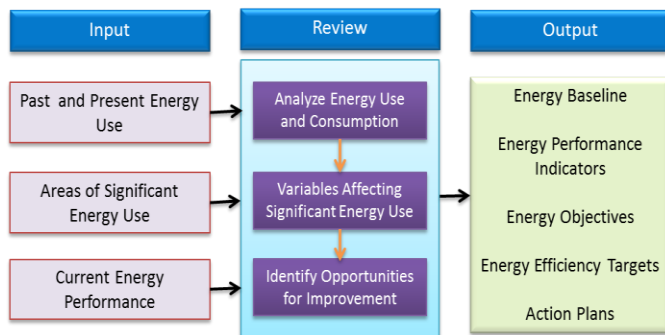 Input
Past and Present Energy
Use
Areas of Significant
Energy Use
Current Energy
Performance
Review
Analyze Energy Use
and Consumption
Variables Affecting
Significant Energy Use
Identify Opportunities
for Improvement
Output
Energy Baseline
Energy Performance
Indicators
Energy Objectives
Energy Efficiency Targets
Action Plans